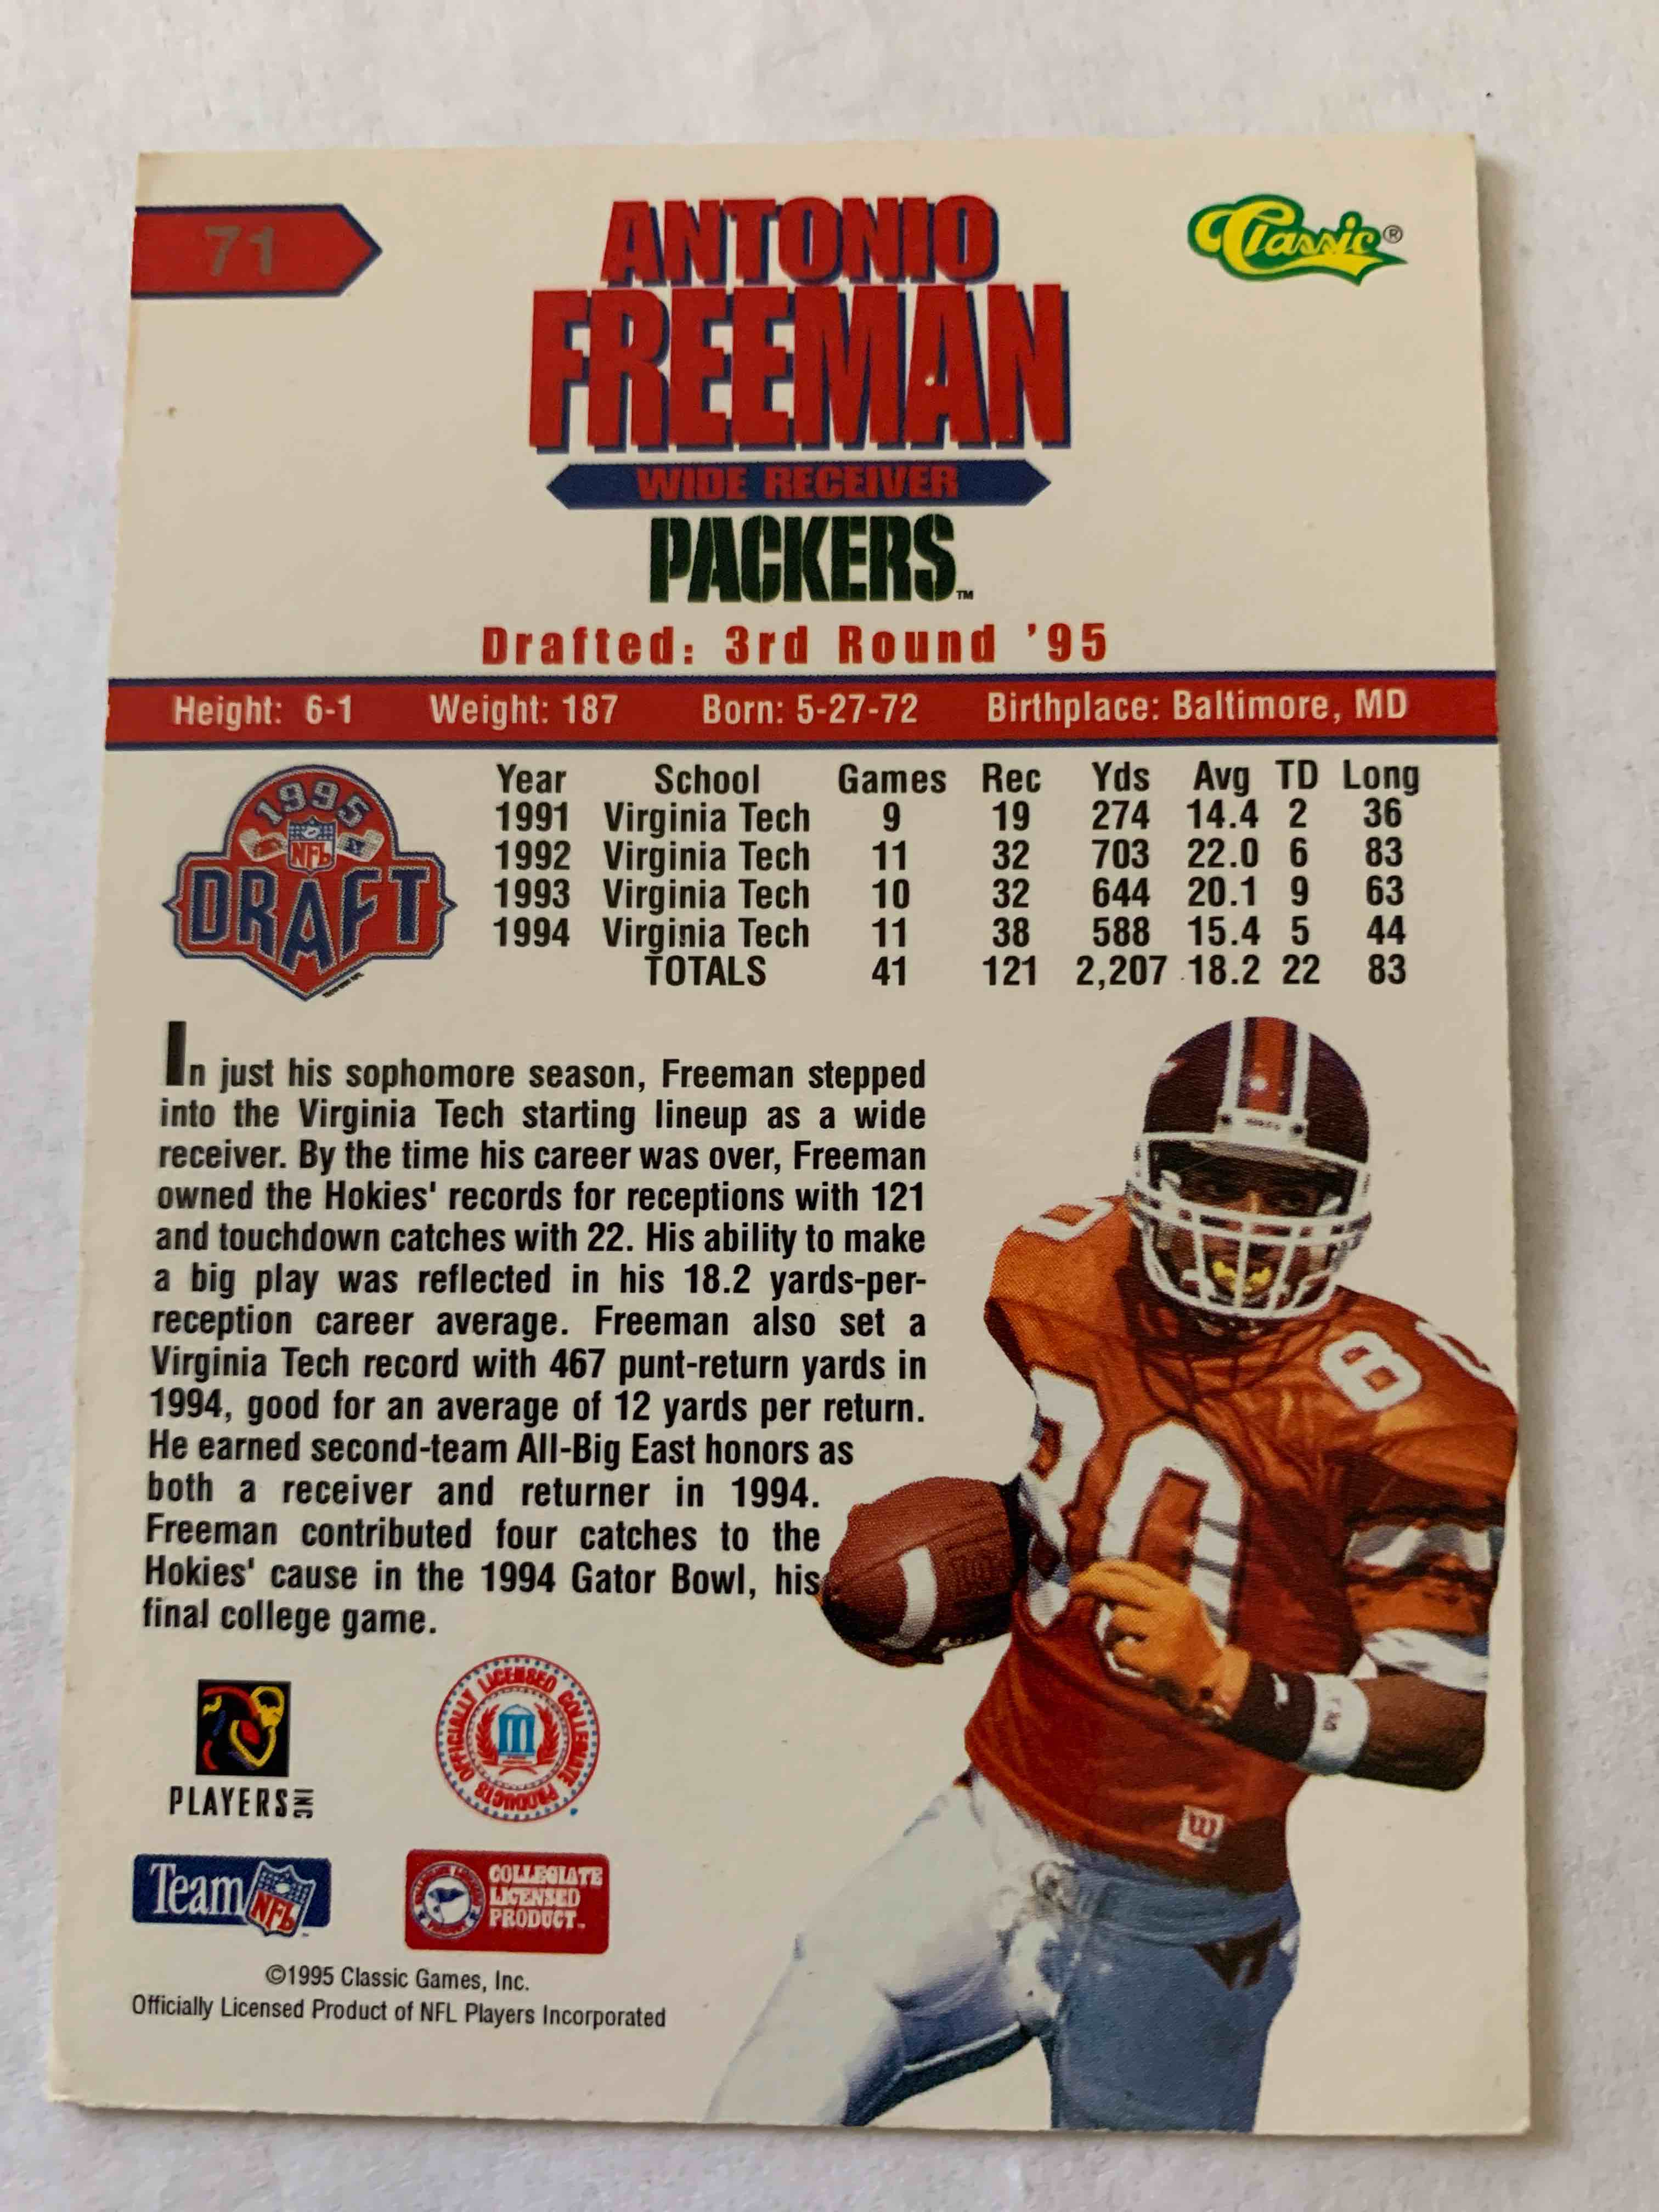 71
ANTONIO
FREEMAN
Classic®
WIDE RECEIVER
PACKERS™
Drafted: 3rd Round '95
Height: 6-1 Weight: 187 Born: 5-27-72 Birthplace: Baltimore, MD
1995
NFL
DRAFT
Year School Games Rec Yds Avg TD Long
1991 Virginia Tech 9 19 274 14.4 2 36
1992 Virginia Tech 11 32 703 22.0 6 83
1993 Virginia Tech 10 32 644 20.1 9 63
1994 Virginia Tech 11 38 588 15.4 5 44
TOTALS 41 121 2,207 18.2 22 83
In just his sophomore season, Freeman stepped
into the Virginia Tech starting lineup as a wide
receiver. By the time his career was over, Freeman
owned the Hokies' records for receptions with 121
and touchdown catches with 22. His ability to make
a big play was reflected in his 18.2 yards-per-
reception career average. Freeman also set a
Virginia Tech record with 467 punt-return yards in
1994, good for an average of 12 yards per return.
He earned second-team All-Big East honors as
both a receiver and returner in 1994.
Freeman contributed four catches to the
Hokies' cause in the 1994 Gator Bowl, his
final college game.
80
80
W
PLAYERS INC
OFFICIALLY LICENSED COLLEGIATE PRODUCTS
Team NFL
COLLEGIATE
LICENSED
PRODUCT™
©1995 Classic Games, Inc.
Officially Licensed Product of NFL Players Incorporated